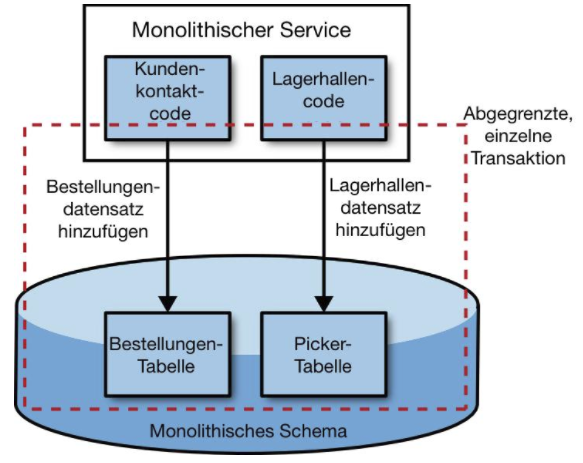 Monolithischer Service
Kunden-
kontakt-
code
Lagerhallen-
code
Abgegrenzte,
einzelne
Transaktion
Bestellungen-
datensatz
hinzufügen
Lagerhallen-
datensatz
hinzufügen
Bestellungen-
Tabelle
Picker-
Tabelle
Monolithisches Schema